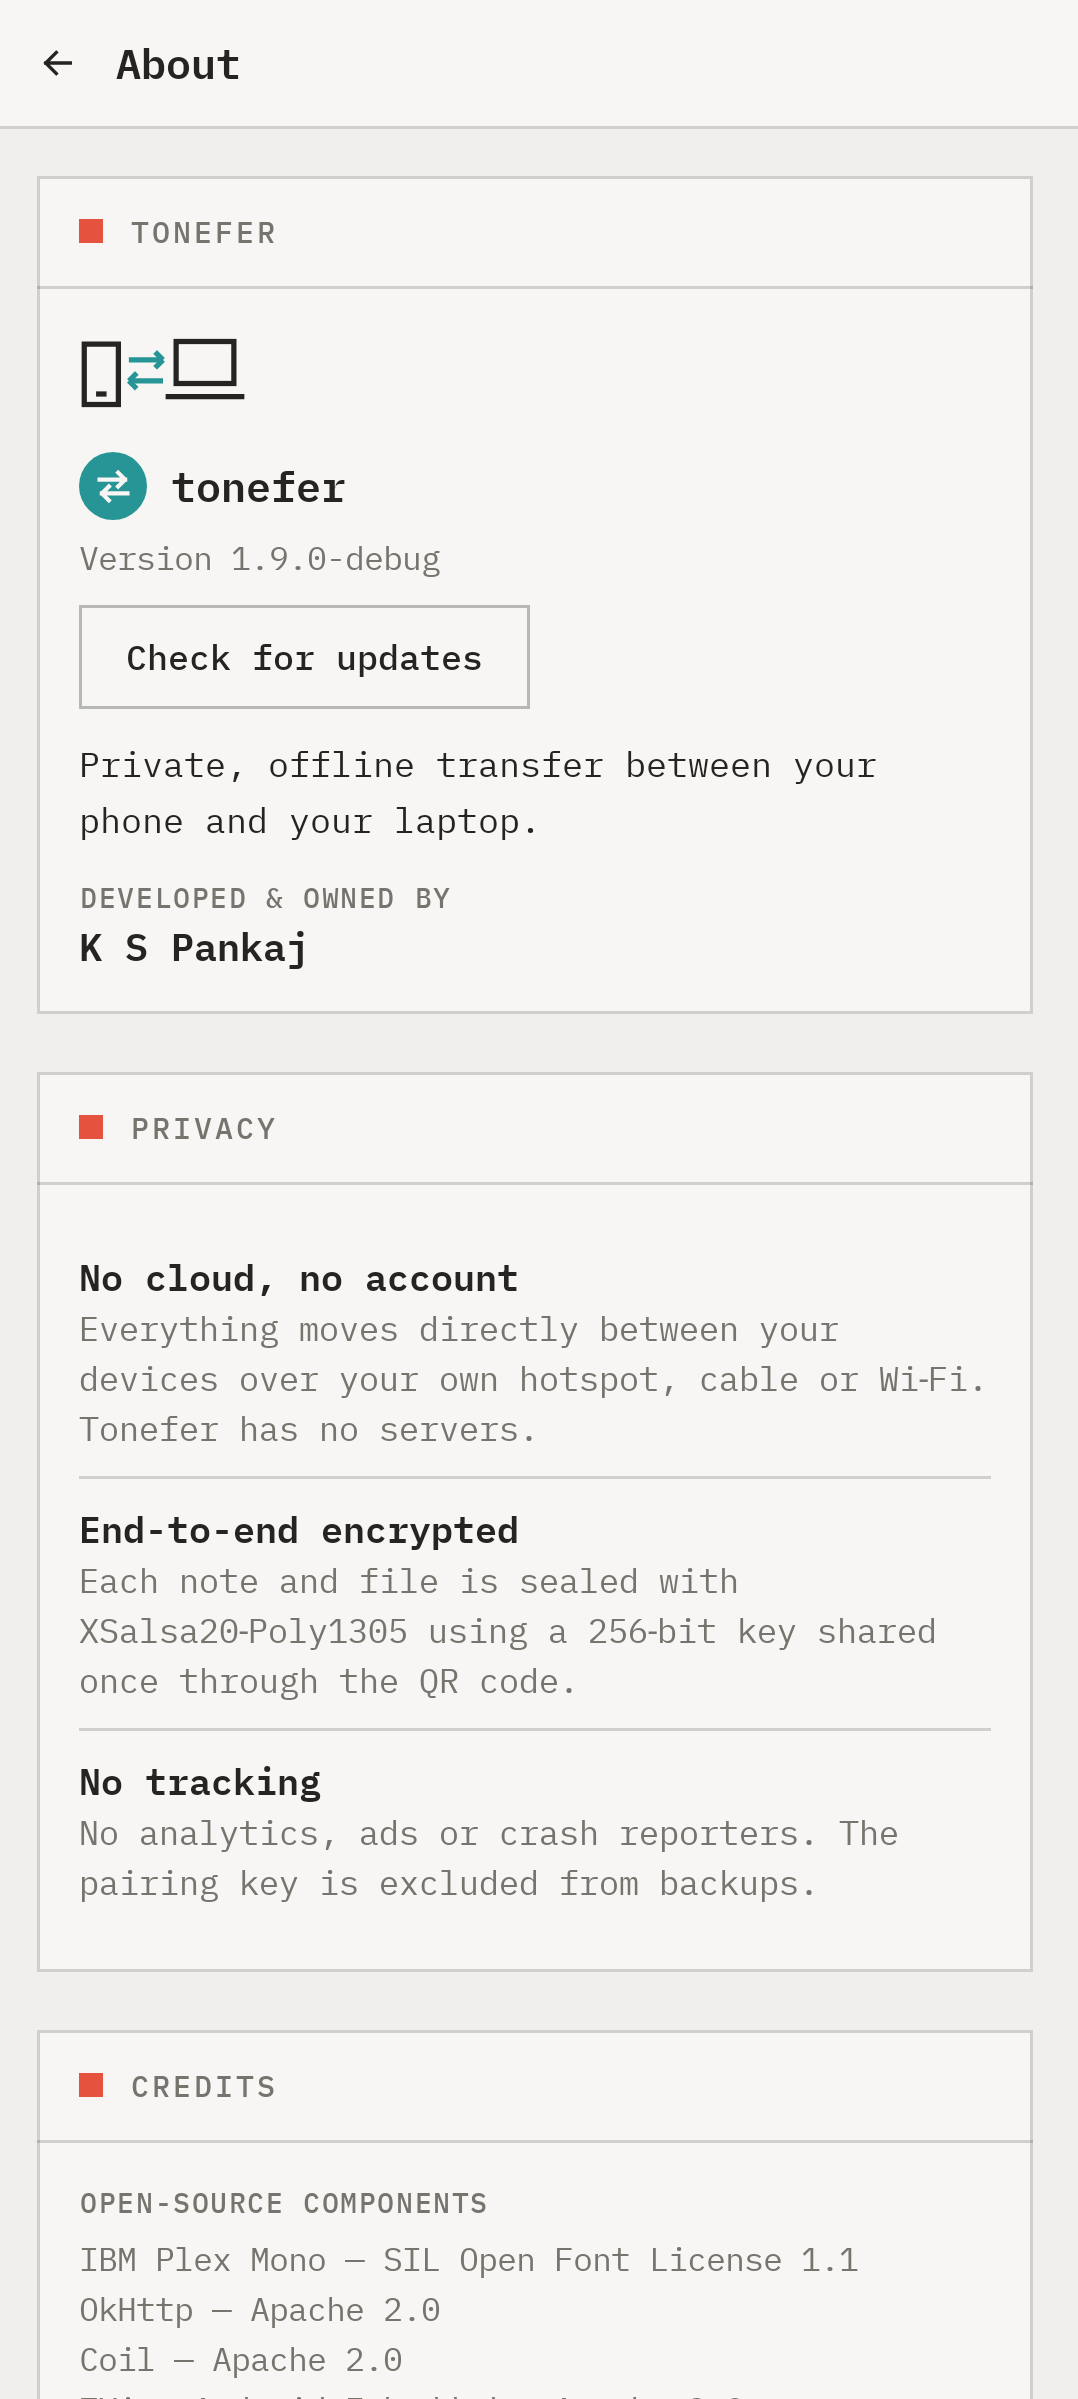 About
TONEFER
tonefer
Version 1.9.0-debug
Check for updates
Private, offline transfer between your
phone and your laptop.
DEVELOPED & OWNED BY
K S Pankaj
PRIVACY
No cloud, no account
Everything moves directly between your
devices over your own hotspot, cable or Wi-Fi.
Tonefer has no servers.
End-to-end encrypted
Each note and file is sealed with
XSalsa20-Poly1305 using a 256-bit key shared
once through the QR code.
No tracking
No analytics, ads or crash reporters. The
pairing key is excluded from backups.
CREDITS
OPEN-SOURCE COMPONENTS
IBM Plex Mono — SIL Open Font License 1.1
OkHttp — Apache 2.0
Coil — Apache 2.0